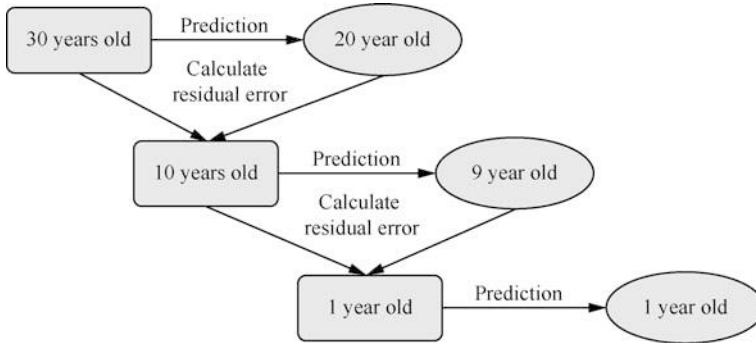 30 years old
Prediction
20 year old
Calculate
residual error
10 years old
Prediction
9 year old
Calculate
residual error
1 year old
Prediction
1 year old